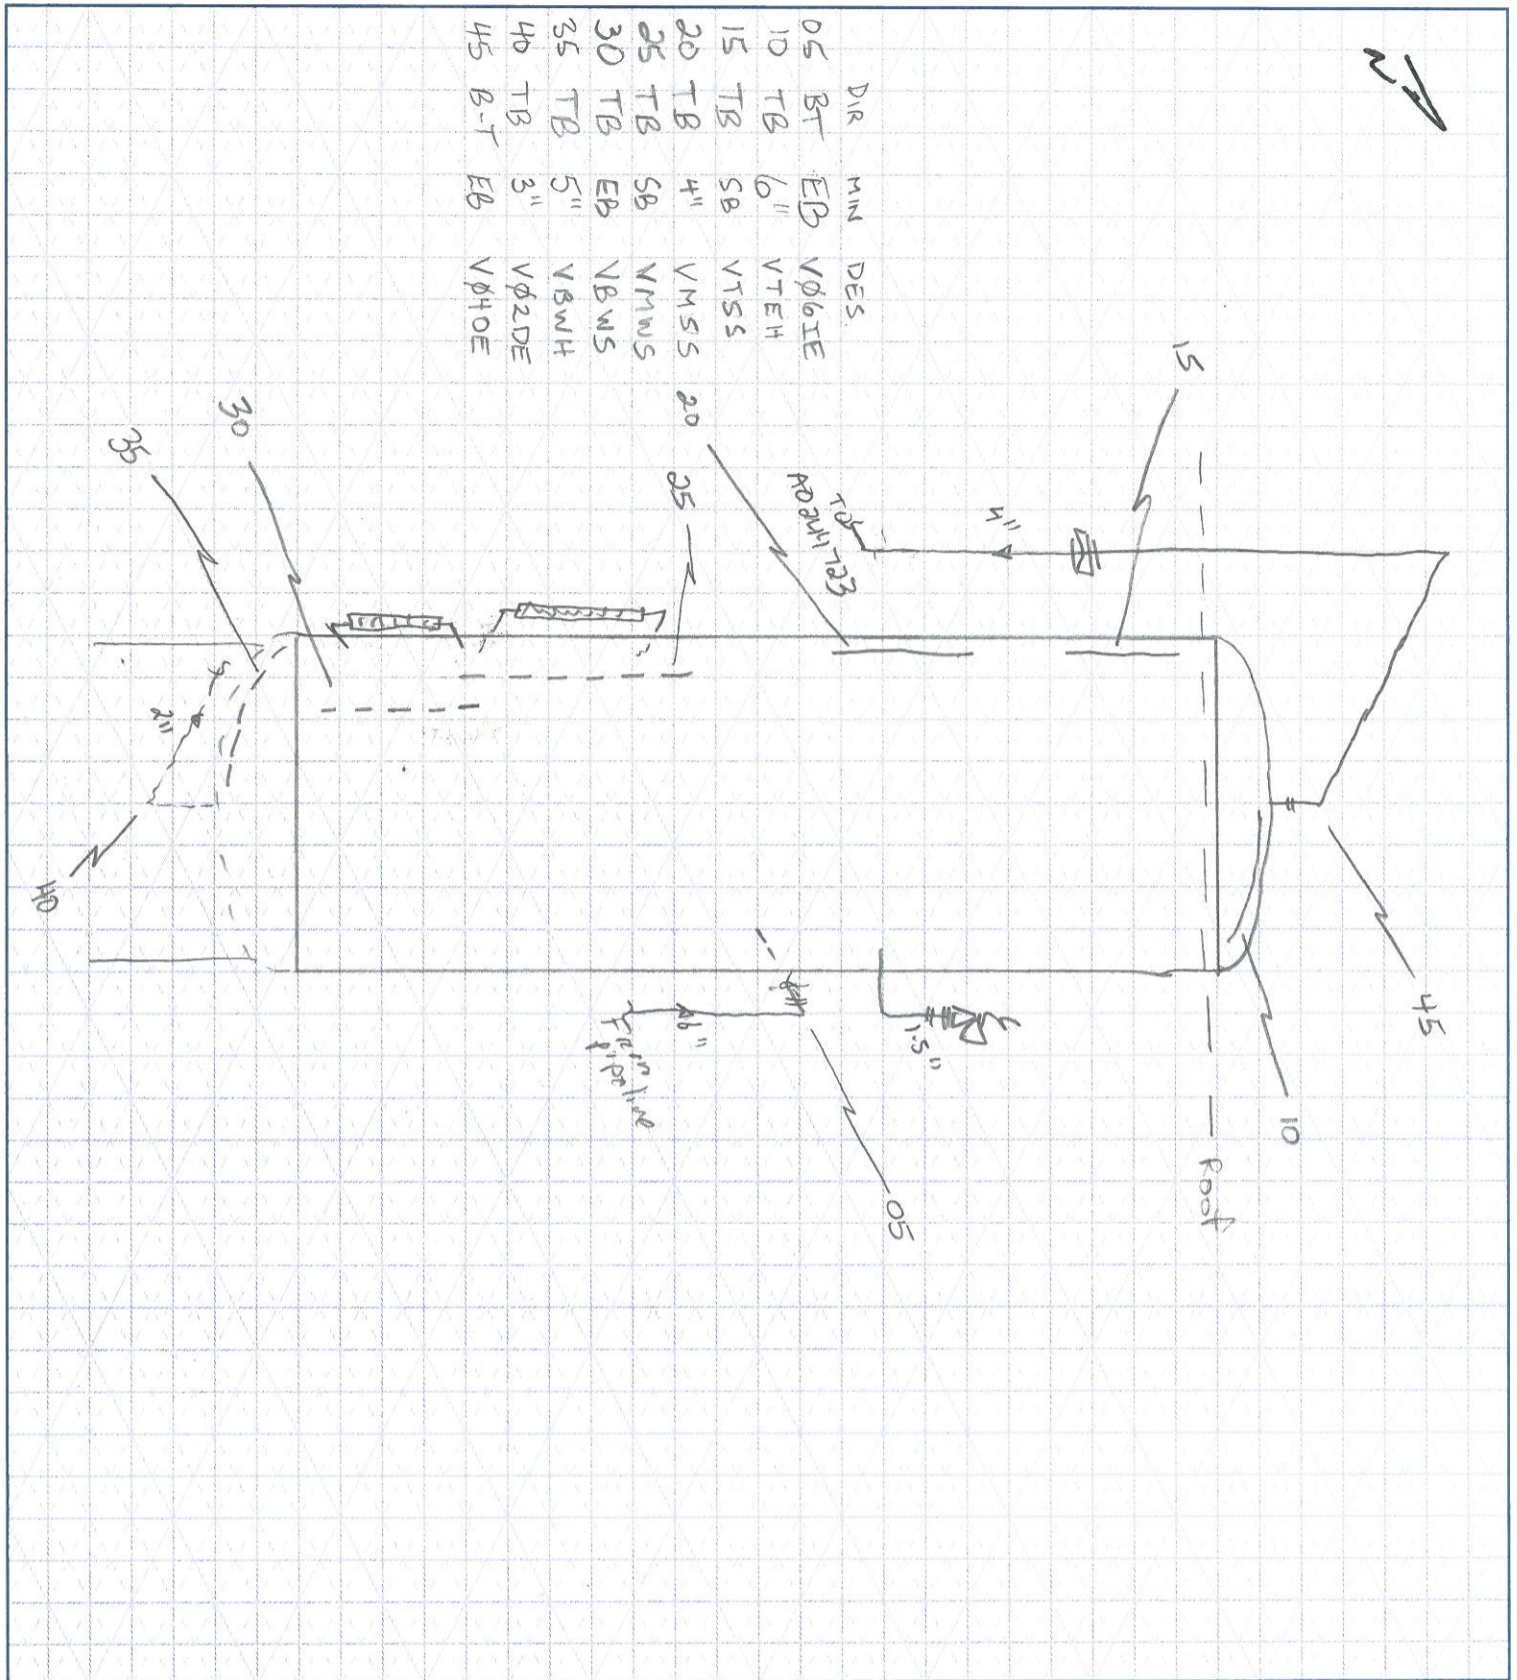 N
DIR MIN DES.
05 BT EB VØ6IE
10 TB 6" VTEH
15 TB SB VTSS
20 TB 4" VMSS
25 TB SB VMWS
30 TB EB VBWS
35 TB 5" VBWH
40 TB 3" VØ2DE
45 B-T EB VØ4OE
15
20
25
30
35
TO
A0244723
4"
2"
40
45
10
Roof
1.5"
6"
From
pipeline
05